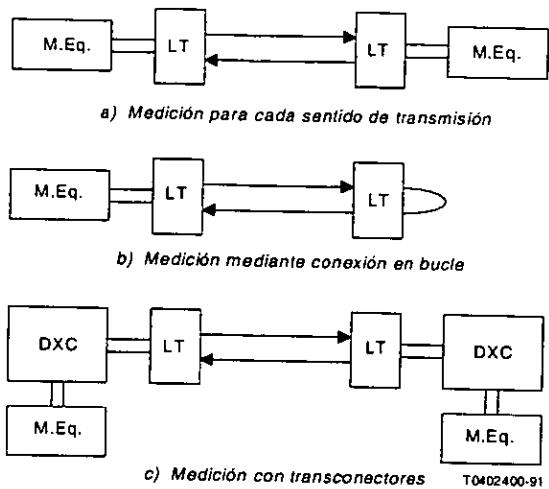 M.Eq. LT LT M.Eq.
a) Medición para cada sentido de transmisión
M.Eq. LT LT
b) Medición mediante conexión en bucle
DXC LT LT DXC
M.Eq. M.Eq.
c) Medición con transconectores T0402400-91